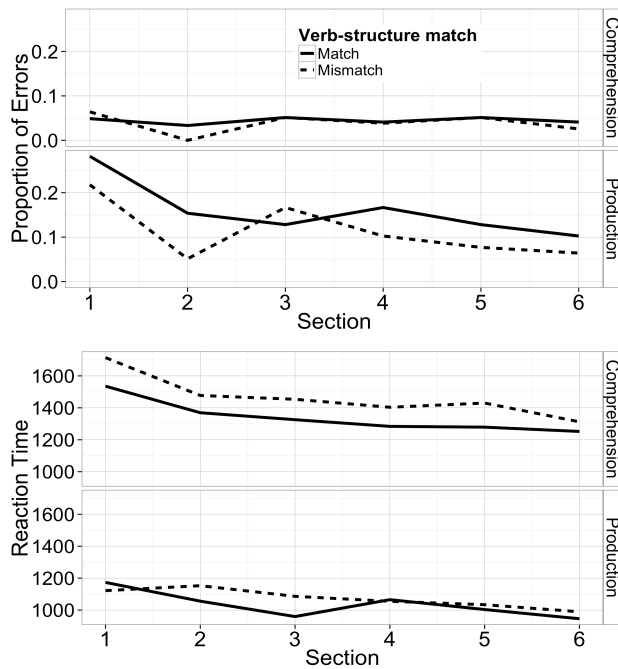 Verb-structure match
Match
Mismatch
Proportion of Errors
0.2
0.1
0.0
Comprehension
0.2
0.1
0.0
Production
1 2 3 4 5 6
Section
Reaction Time
1600
1400
1200
1000
Comprehension
1600
1400
1200
1000
Production
1 2 3 4 5 6
Section